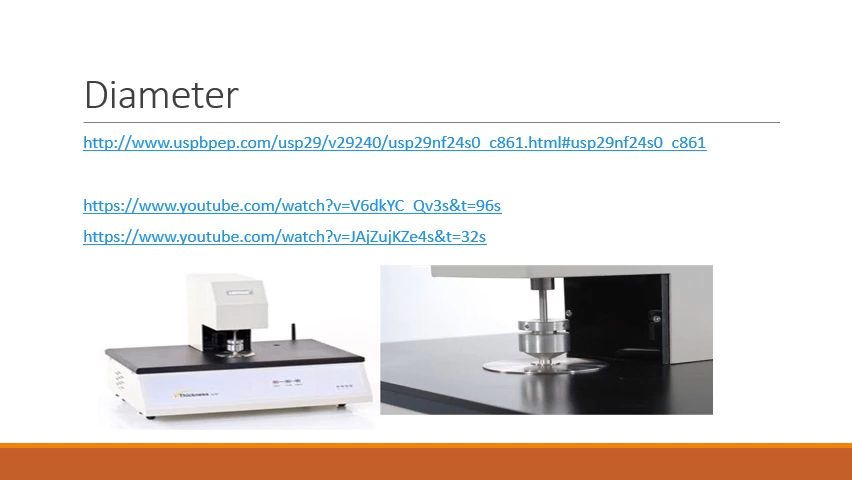 Diameter
http://www.uspbpep.com/usp29/v29240/usp29nf24s0_c861.html#usp29nf24s0_c861
https://www.youtube.com/watch?v=V6dkYC_Qv3s&t=96s
https://www.youtube.com/watch?v=JAjZujKZe4s&t=32s
Thickness